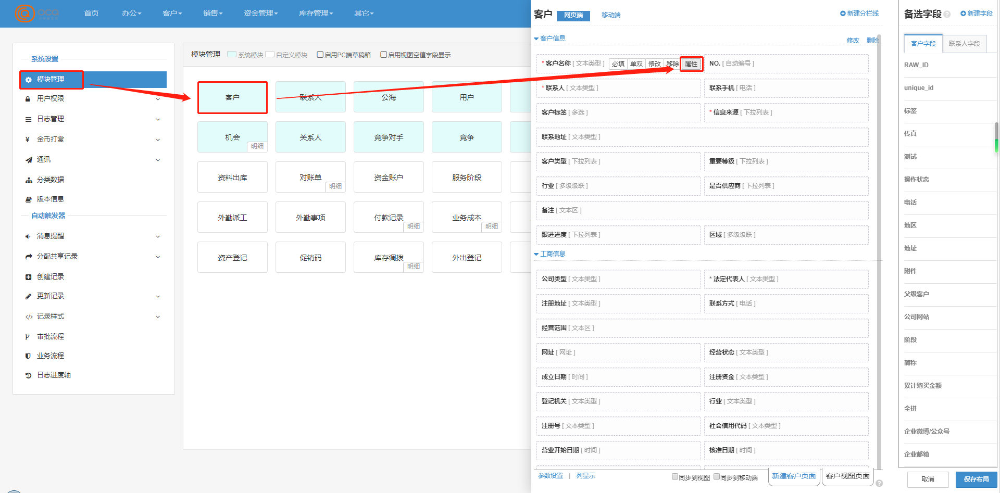 首页 办公 客户 销售 资金管理 库存管理 其它
系统设置
模块管理
用户权限
日志管理
¥ 金币打赏
通讯
分类数据
版本信息
自动触发器
消息提醒
分配共享记录
创建记录
更新记录
记录样式
审批流程
业务流程
日志进度轴
模块管理 系统模块 自定义模块 启用PC端草稿箱 启用视图空值字段显示
客户 联系人 公海 用户
机会 明细 关系人 竞争对手 竞争
资料出库 对账单 明细 资金账户 服务阶段
外勤派工 外勤事项 付款记录 明细 业务成本 明细
资产登记 促销码 库存调拨 明细 外出登记
客户 网页端 移动端 新建分栏线
客户信息 修改 删除
* 客户名称 [ 文本类型 ] 必填 单双 修改 移除 属性 NO. [ 自动编号 ]
* 联系人 [ 文本类型 ] 联系手机 [ 电话 ]
客户标签 [ 多选 ] * 信息来源 [ 下拉列表 ]
联系地址 [ 文本类型 ]
客户类型 [ 下拉列表 ] 重要等级 [ 下拉列表 ]
行业 [ 多级级联 ] 是否供应商 [ 下拉列表 ]
备注 [ 文本区 ]
跟进进度 [ 下拉列表 ] 区域 [ 多级级联 ]
工商信息
公司类型 [ 文本类型 ] * 法定代表人 [ 文本类型 ]
注册地址 [ 文本类型 ] 联系方式 [ 电话 ]
经营范围 [ 文本区 ]
网址 [ 网址 ] 经营状态 [ 文本类型 ]
成立日期 [ 时间 ] 注册资金 [ 文本类型 ]
登记机关 [ 文本类型 ] 行业 [ 文本类型 ]
注册号 [ 文本类型 ] 社会信用代码 [ 文本类型 ]
营业开始日期 [ 时间 ] 核准日期 [ 时间 ]
参数设置 | 列显示 同步到视图 同步到移动端 新建客户页面 客户视图页面
备选字段 新建字段
客户字段 联系人字段
RAW_ID
unique_id
标签
传真
测试
操作状态
电话
地区
地址
附件
父级客户
公司网站
阶段
简称
累计购买金额
全拼
企业微博/公众号
企业邮箱
取消 保存布局